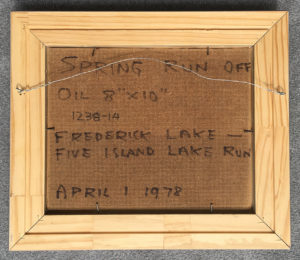 SPRING RUN OFF
OIL 8"X10"
1238-14
FREDERICK LAKE —
FIVE ISLAND LAKE RUN
APRIL 1 1978